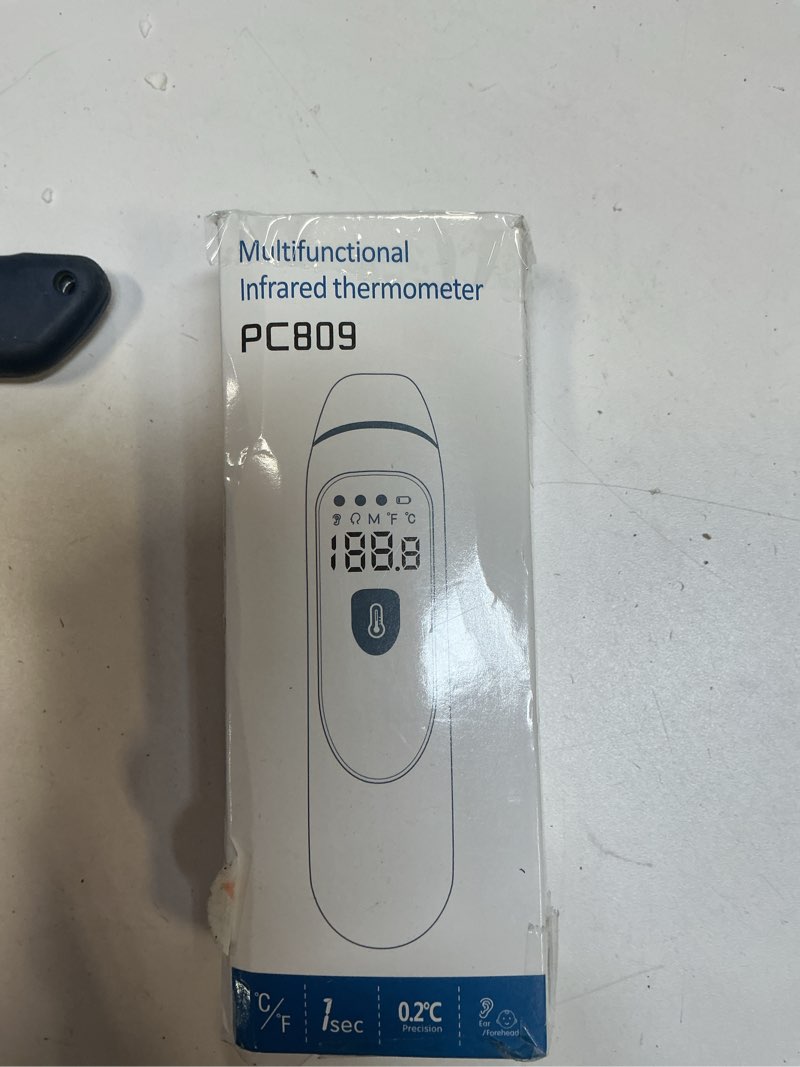 Multifunctional
Infrared thermometer
PC809
M °F °C
188.8
°C/°F
1sec
0.2°C
Precision
Ear
/Forehead